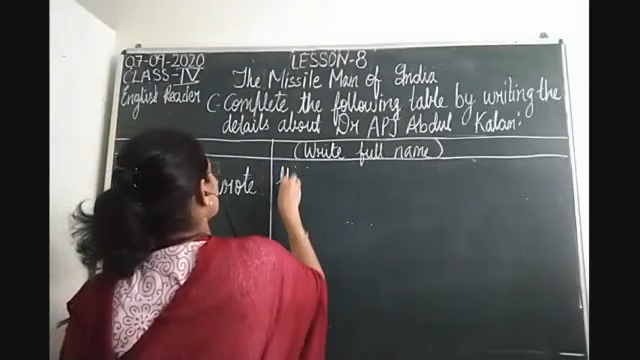 07-09-2020 LESSON-8
CLASS-IV The Missile Man of India
English Reader C-Complete the following table by writing the
details about Dr APJ Abdul Kalam:
(Write full name)
wrote